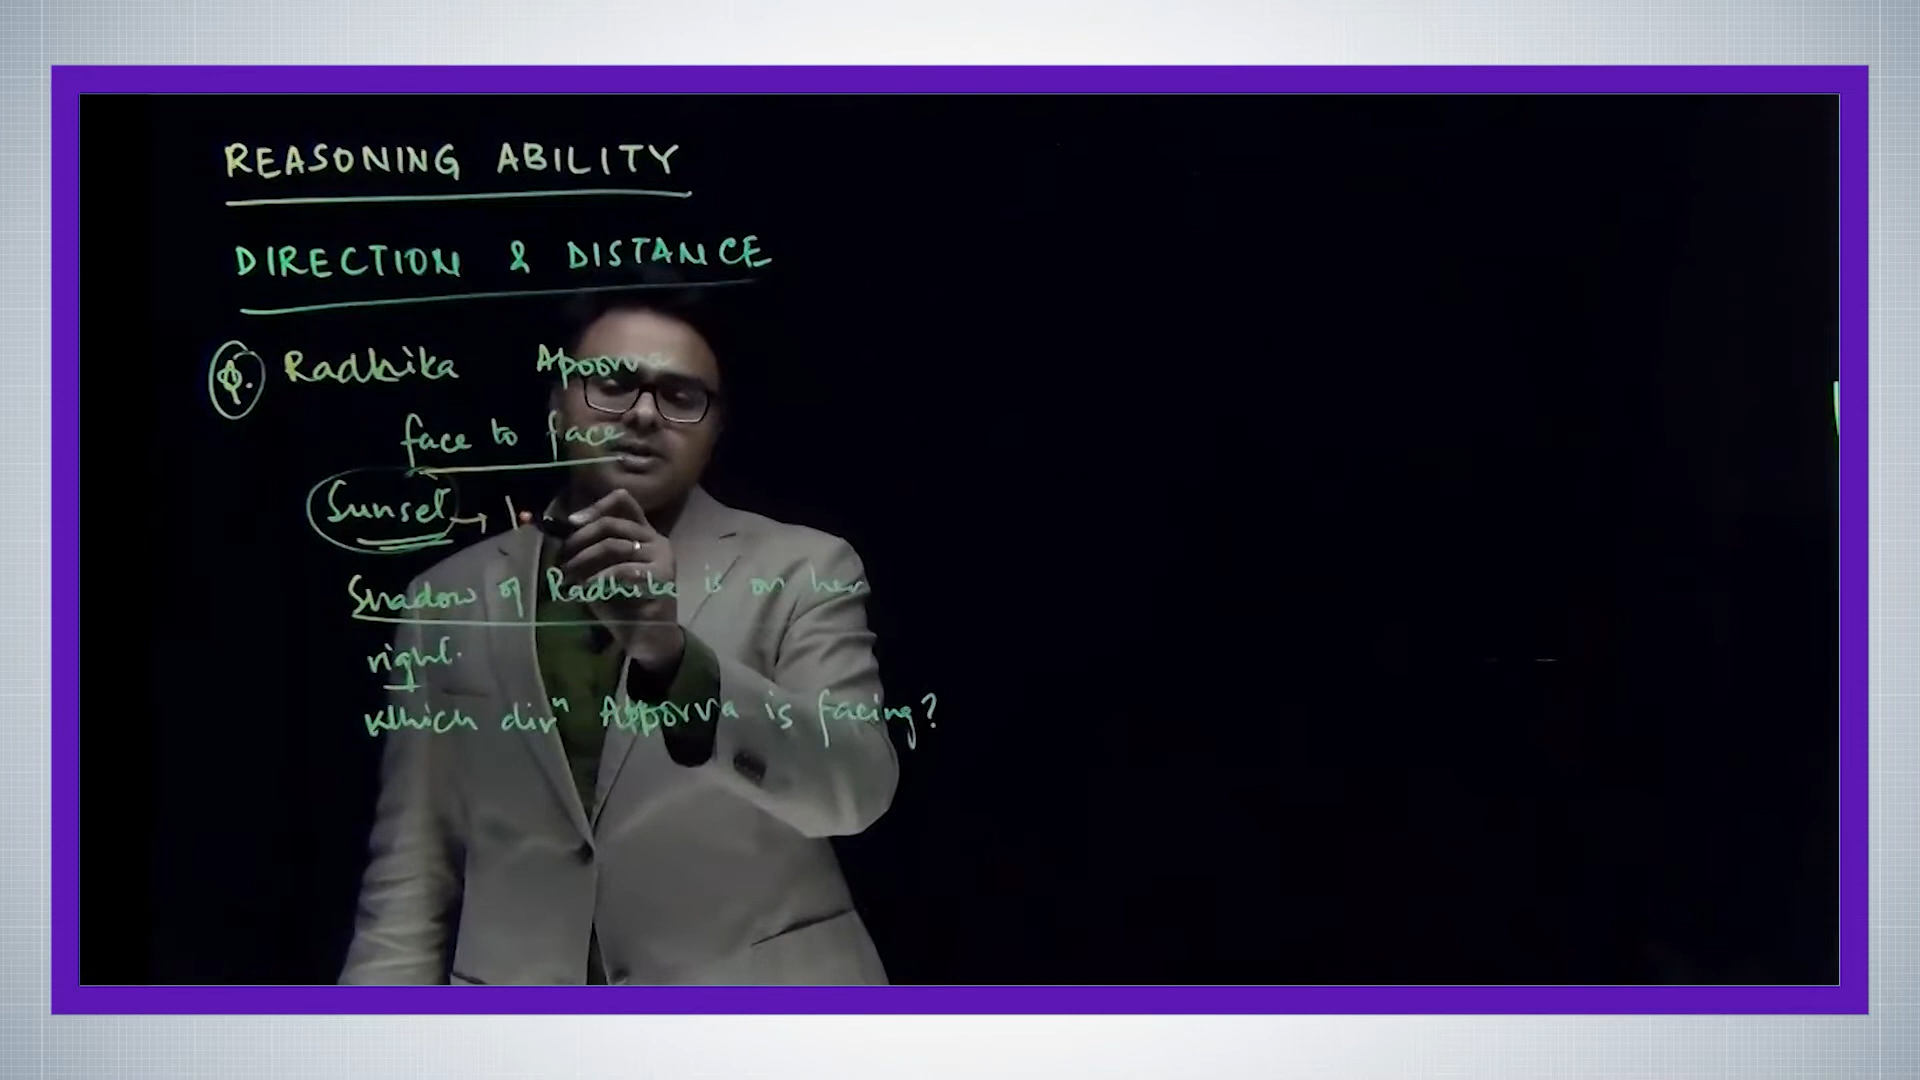 REASONING ABILITY
DIRECTION & DISTANCE
Q. Radhika Apoorva
face to face
Sunset →
Shadow of Radhika is on her
right.
Which dirⁿ Apporva is facing?